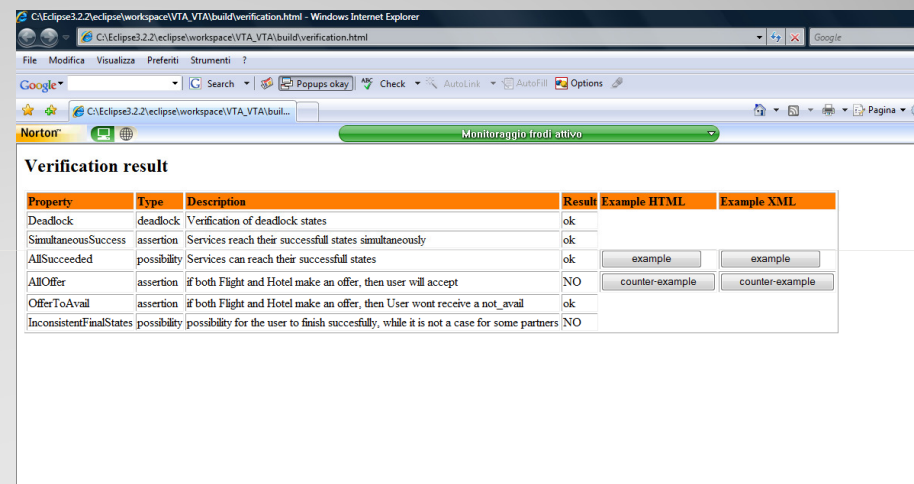 C:\Eclipse3.2.2\eclipse\workspace\VTA_VTA\build\verification.html - Windows Internet Explorer
C:\Eclipse3.2.2\eclipse\workspace\VTA_VTA\build\verification.html Google
File Modifica Visualizza Preferiti Strumenti ?
Google G Search Popups okay ABC Check AutoLink AutoFill Options
C:\Eclipse3.2.2\eclipse\workspace\VTA_VTA\buil... Pagina
Norton™ Monitoraggio frodi attivo
Verification result
Property Type Description Result Example HTML Example XML
Deadlock deadlock Verification of deadlock states ok
SimultaneousSuccess assertion Services reach their successfull states simultaneously ok
AllSucceeded possibility Services can reach their successfull states ok example example
AllOffer assertion if both Flight and Hotel make an offer, then user will accept NO counter-example counter-example
OfferToAvail assertion if both Flight and Hotel make an offer, then User wont receive a not_avail ok
InconsistentFinalStates possibility possibility for the user to finish succesfully, while it is not a case for some partners NO